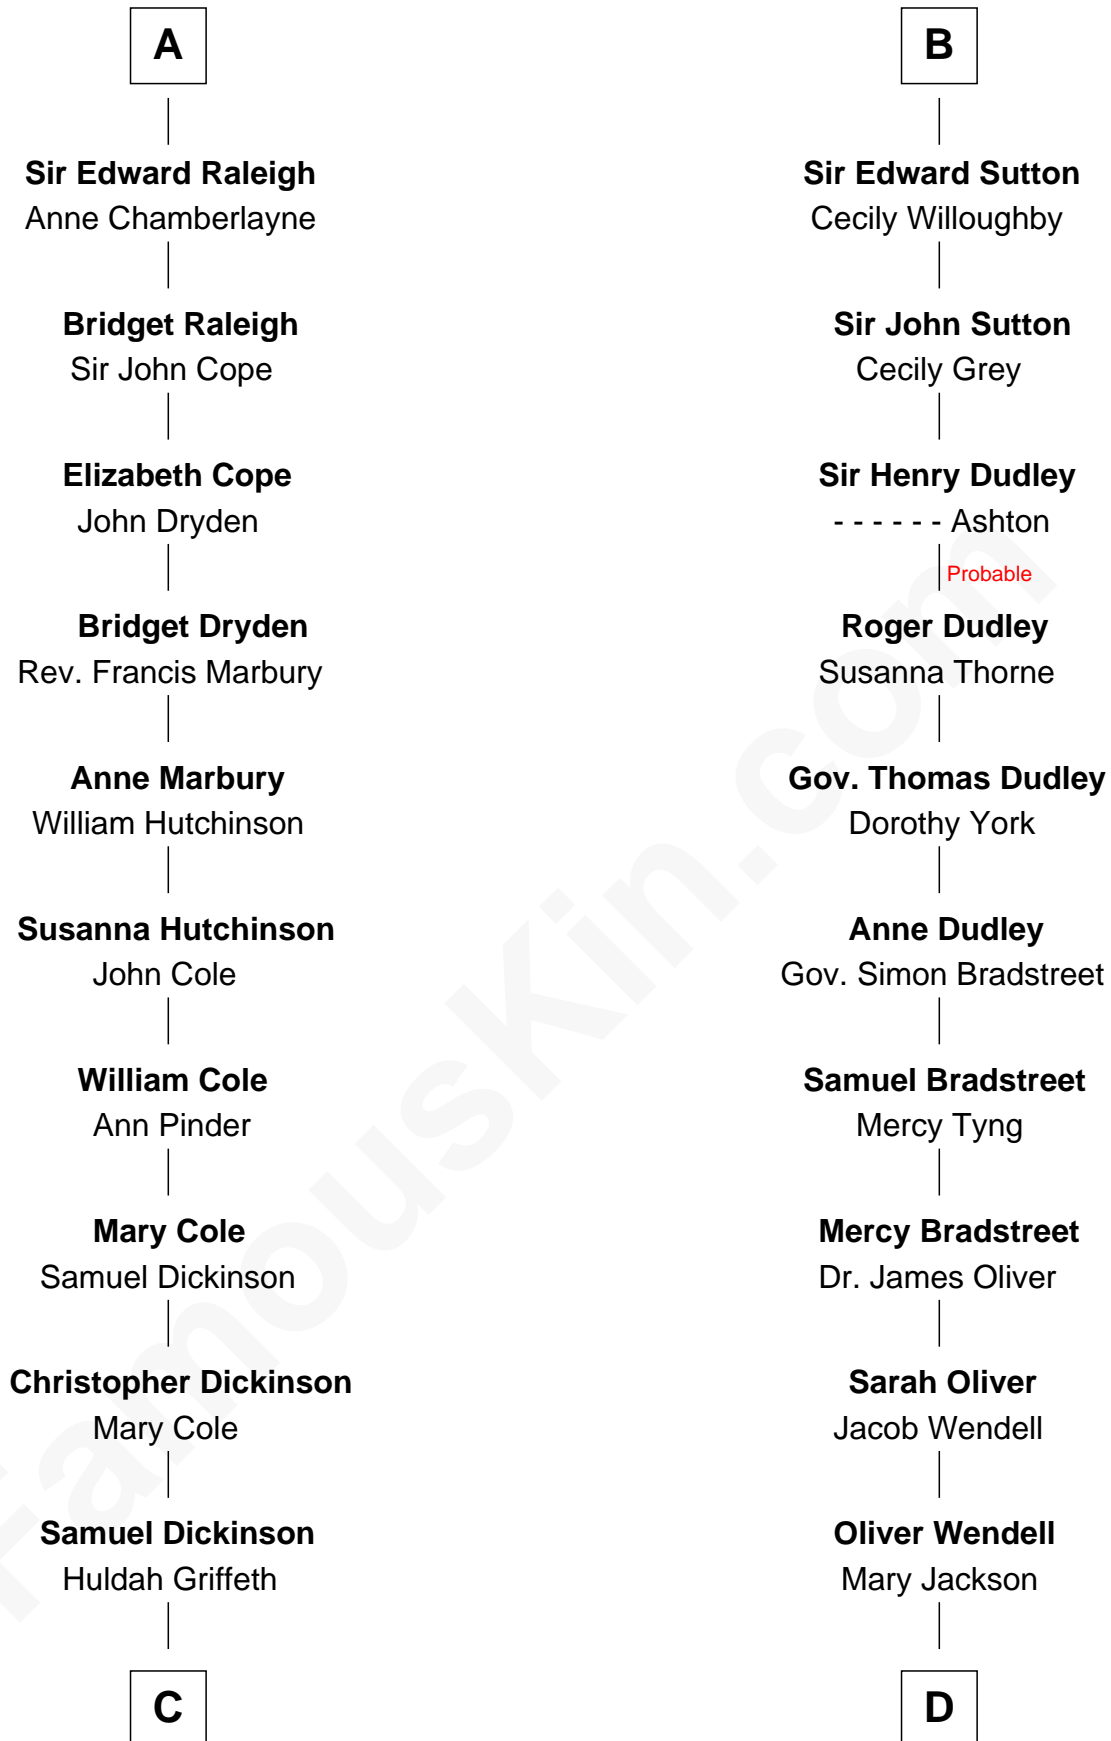 A
Sir Edward Raleigh
Anne Chamberlayne
Bridget Raleigh
Sir John Cope
Elizabeth Cope
John Dryden
Bridget Dryden
Rev. Francis Marbury
Anne Marbury
William Hutchinson
Susanna Hutchinson
John Cole
William Cole
Ann Pinder
Mary Cole
Samuel Dickinson
Christopher Dickinson
Mary Cole
Samuel Dickinson
Huldah Griffeth
C
B
Sir Edward Sutton
Cecily Willoughby
Sir John Sutton
Cecily Grey
Sir Henry Dudley
- - - - - - Ashton
Probable
Roger Dudley
Susanna Thorne
Gov. Thomas Dudley
Dorothy York
Anne Dudley
Gov. Simon Bradstreet
Samuel Bradstreet
Mercy Tyng
Mercy Bradstreet
Dr. James Oliver
Sarah Oliver
Jacob Wendell
Oliver Wendell
Mary Jackson
D
FamousKin.com